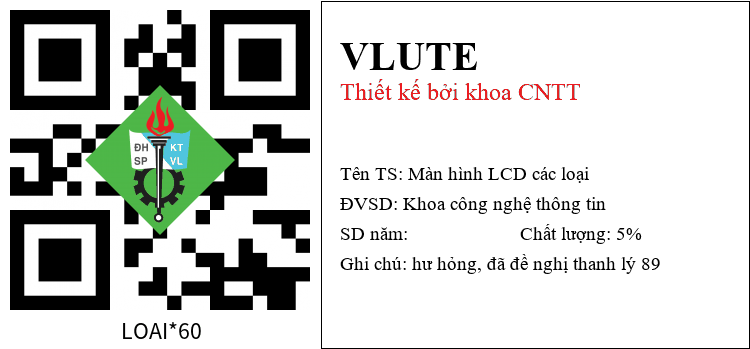 ĐH KT
SP VL
LOAI*60
VLUTE
Thiết kế bởi khoa CNTT
Tên TS: Màn hình LCD các loại
ĐVSD: Khoa công nghệ thông tin
SD năm: Chất lượng: 5%
Ghi chú: hư hỏng, đã đề nghị thanh lý 89